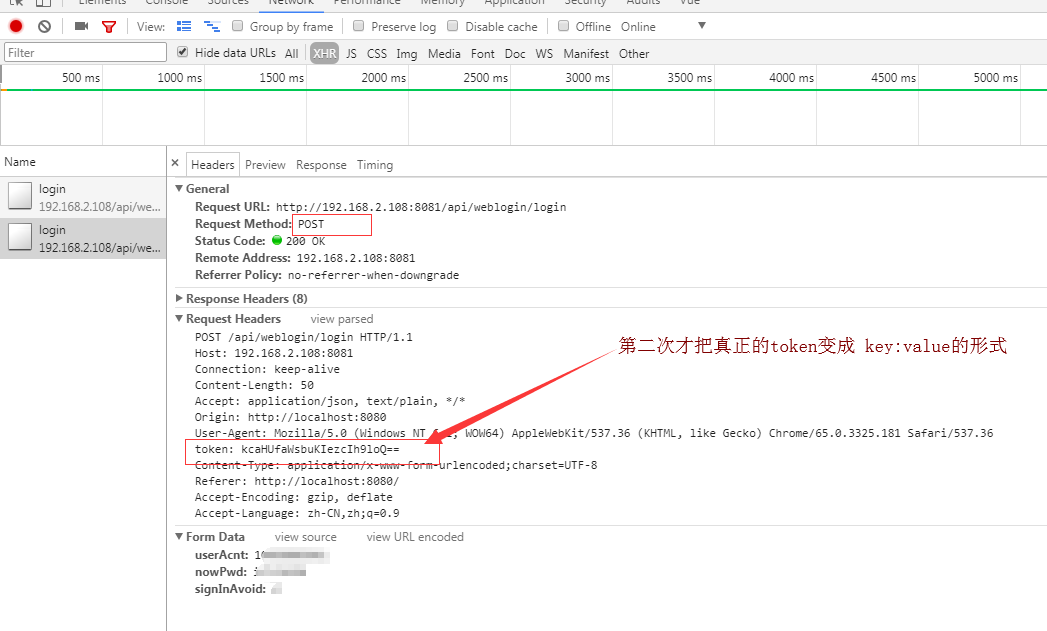 Elements Console Sources Network Performance Memory Application Security Audits Vue
View: Group by frame Preserve log Disable cache Offline Online
Filter Hide data URLs All XHR JS CSS Img Media Font Doc WS Manifest Other
500 ms 1000 ms 1500 ms 2000 ms 2500 ms 3000 ms 3500 ms 4000 ms 4500 ms 5000 ms
Name
login
192.168.2.108/api/we...
login
192.168.2.108/api/we...
× Headers Preview Response Timing
General
Request URL: http://192.168.2.108:8081/api/weblogin/login
Request Method: POST
Status Code: 200 OK
Remote Address: 192.168.2.108:8081
Referrer Policy: no-referrer-when-downgrade
Response Headers (8)
Request Headers view parsed
POST /api/weblogin/login HTTP/1.1
Host: 192.168.2.108:8081
Connection: keep-alive
Content-Length: 50
Accept: application/json, text/plain, */*
Origin: http://localhost:8080
User-Agent: Mozilla/5.0 (Windows NT WOW64) AppleWebKit/537.36 (KHTML, like Gecko) Chrome/65.0.3325.181 Safari/537.36
token: kcaHUfaWsbuKIezcIh9loQ==
Content-Type: application/x-www-form-urlencoded;charset=UTF-8
Referer: http://localhost:8080/
Accept-Encoding: gzip, deflate
Accept-Language: zh-CN,zh;q=0.9
第二次才把真正的token变成 key:value的形式
Form Data view source view URL encoded
userAcnt:
nowPwd:
signInAvoid: